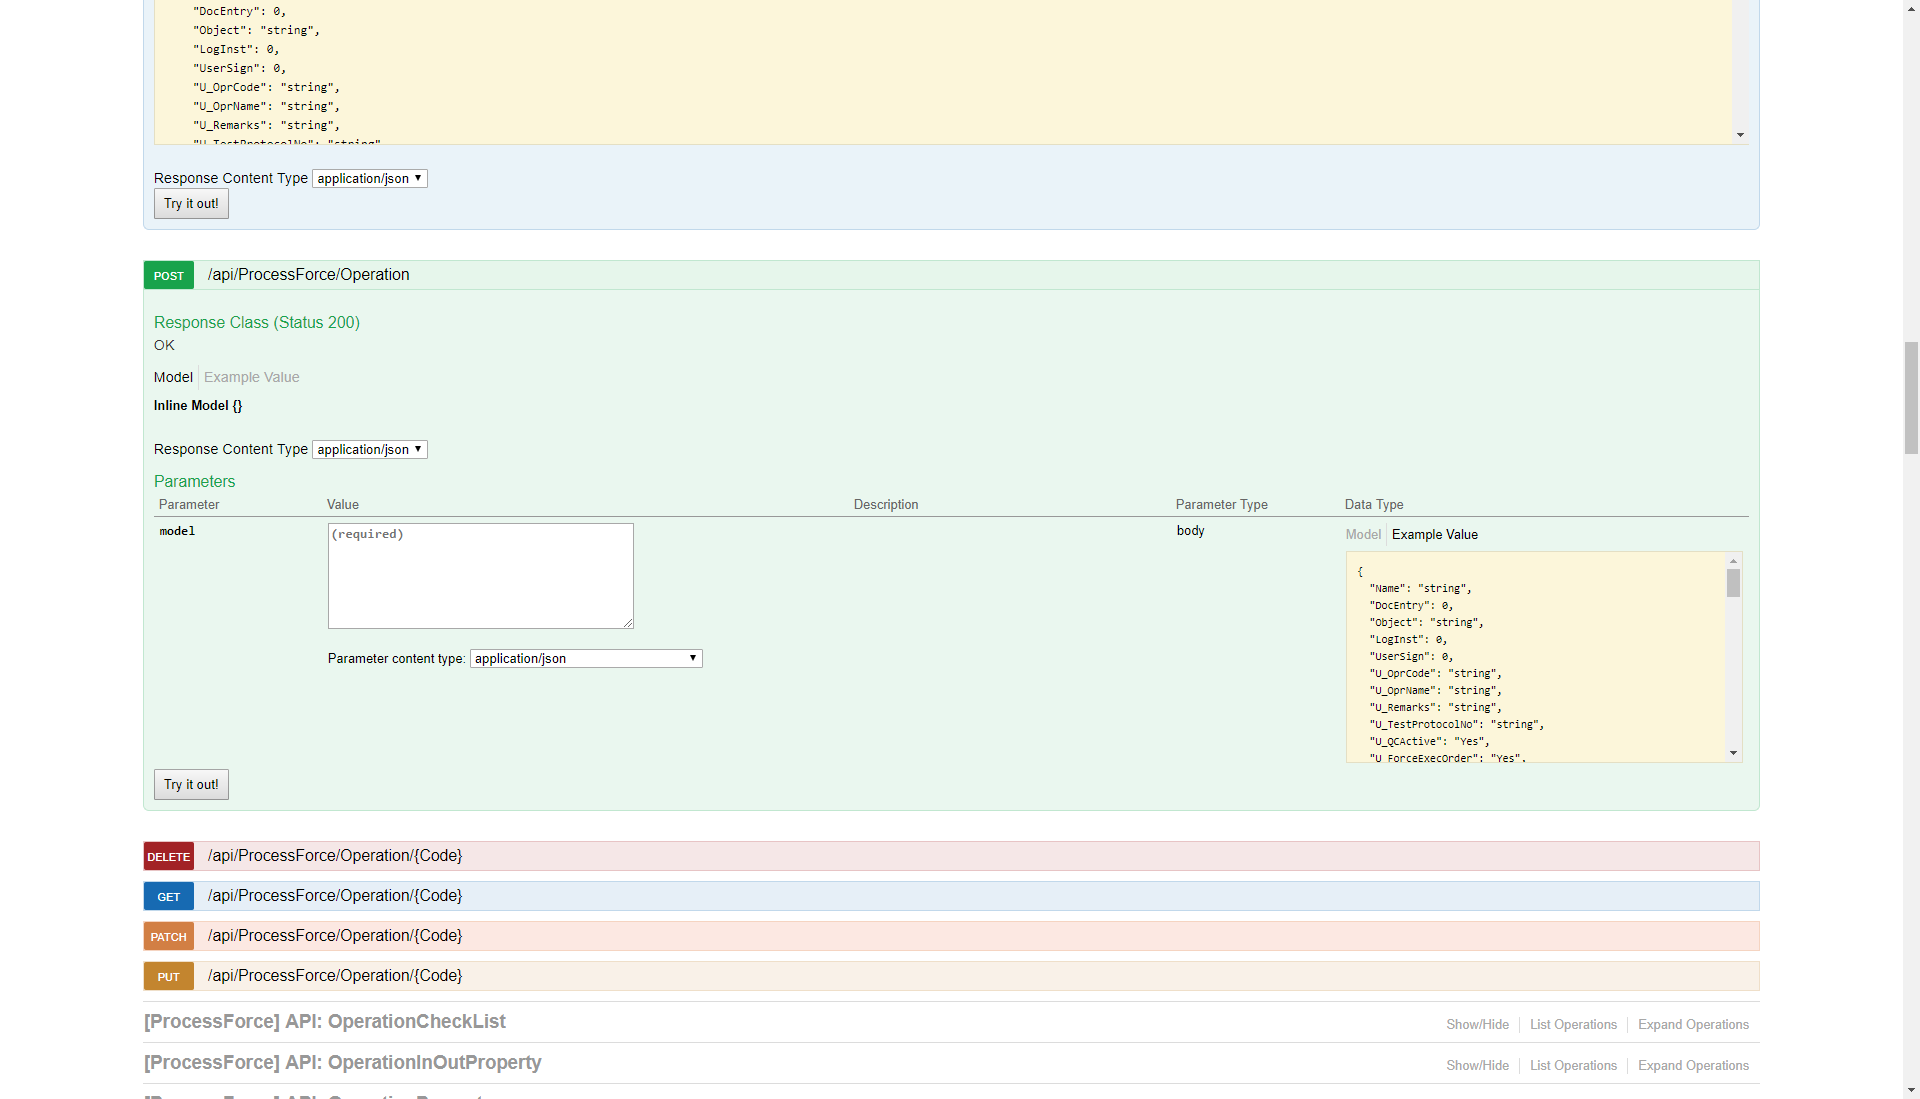 "DocEntry": 0,
"Object": "string",
"LogInst": 0,
"UserSign": 0,
"U_OprCode": "string",
"U_OprName": "string",
"U_Remarks": "string",
"U_TestProtocolNo": "string"
Response Content Type application/json
Try it out!
POST /api/ProcessForce/Operation
Response Class (Status 200)
OK
Model Example Value
Inline Model {}
Response Content Type application/json
Parameters
Parameter Value Description Parameter Type Data Type
model (required) body Model Example Value
{
"Name": "string",
"DocEntry": 0,
"Object": "string",
"LogInst": 0,
"UserSign": 0,
"U_OprCode": "string",
"U_OprName": "string",
"U_Remarks": "string",
"U_TestProtocolNo": "string",
"U_QCActive": "Yes",
"U_ForceExecOrder": "Yes",
Parameter content type: application/json
Try it out!
DELETE /api/ProcessForce/Operation/{Code}
GET /api/ProcessForce/Operation/{Code}
PATCH /api/ProcessForce/Operation/{Code}
PUT /api/ProcessForce/Operation/{Code}
[ProcessForce] API: OperationCheckList Show/Hide List Operations Expand Operations
[ProcessForce] API: OperationInOutProperty Show/Hide List Operations Expand Operations